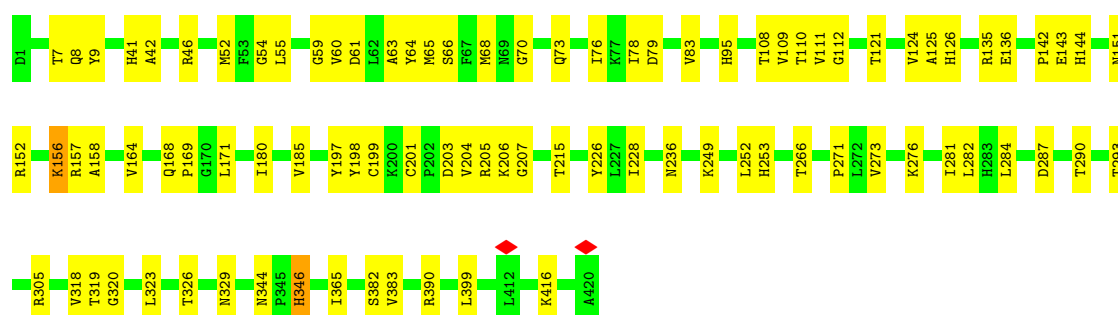 D1 T7 Q8 Y9 H41 A42 R46 M52 F53 G54 L55 G59 V60 D61 L62 A63 Y64 M65 S66 F67 M68 N69 G70 Q73 I76 K77 I78 D79 V83 H95 T108 V109 T110 V111 G112 T121 V124 A125 H126 R135 E136 P142 E143 H144 N151
R152 K156 R157 A158 V164 Q168 P169 G170 L171 I180 V185 Y197 Y198 C199 K200 C201 P202 D203 V204 R205 K206 G207 T215 Y226 L227 I228 N236 K249 L252 H253 T266 P271 L272 V273 K276 I281 L282 H283 L284 D287 T290 T293
R305 V318 T319 G320 L323 T326 N329 N344 P345 H346 I365 S382 V383 R390 L399 L412 K416 A420